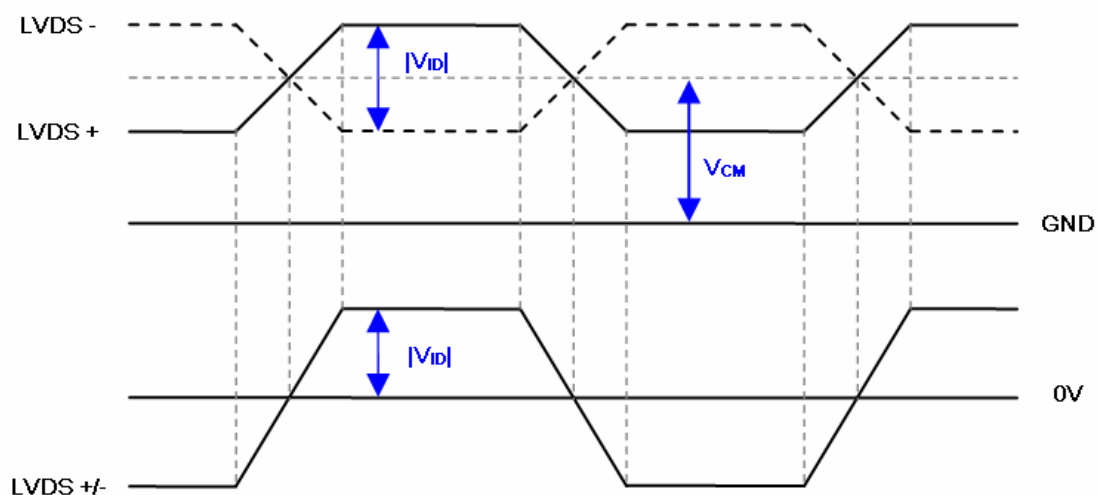 LVDS -
|VID|
LVDS +
VCM
GND
|VID|
0V
LVDS +/-